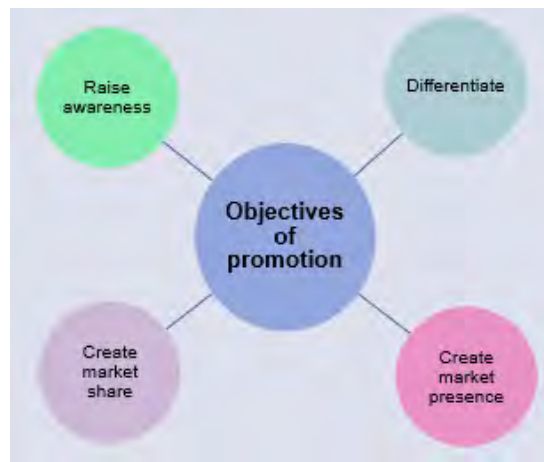 Raise
awareness
Differentiate
Objectives
of
promotion
Create
market
share
Create
market
presence